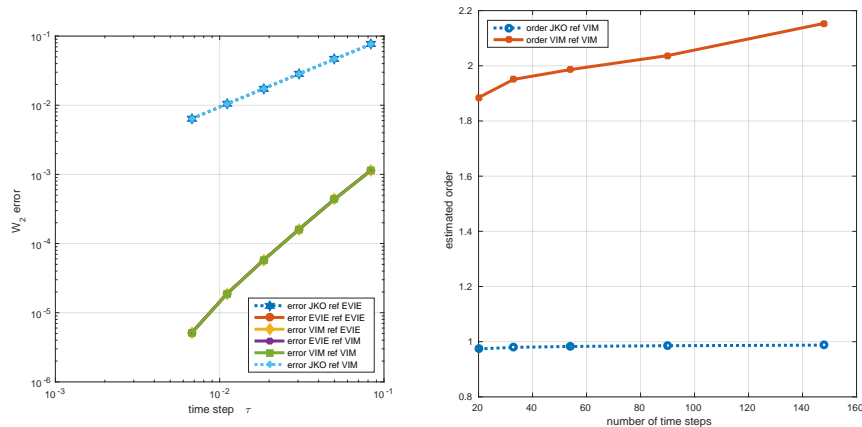 10^-1
10^-2
10^-3
10^-4
10^-5
10^-6
W_2 error
10^-3
10^-2
10^-1
time step τ
error JKO ref EVIE
error EVIE ref EVIE
error VIM ref EVIE
error EVIE ref VIM
error VIM ref VIM
error JKO ref VIM
2.2
2
1.8
1.6
1.4
1.2
1
0.8
estimated order
20
40
60
80
100
120
140
160
number of time steps
order JKO ref VIM
order VIM ref VIM